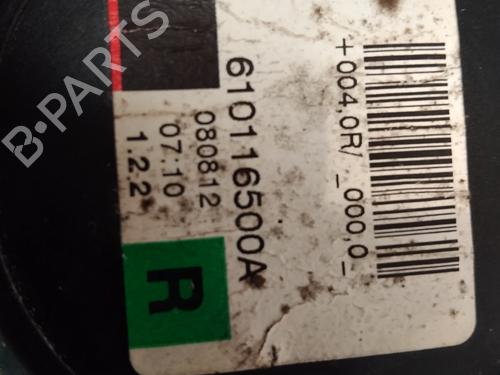 +004,0R/ _000,0_
610116500A
080812
07:10
1.2.2
R
B-PARTS